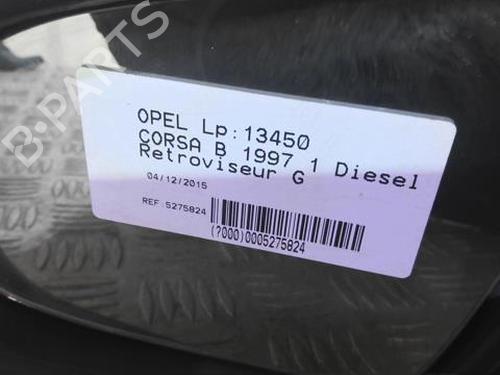 B-PARTS
OPEL Lp:13450
CORSA B 1997 1 Diesel
Retroviseur G
04/12/2015
REF:5275824
(?000)0005275824